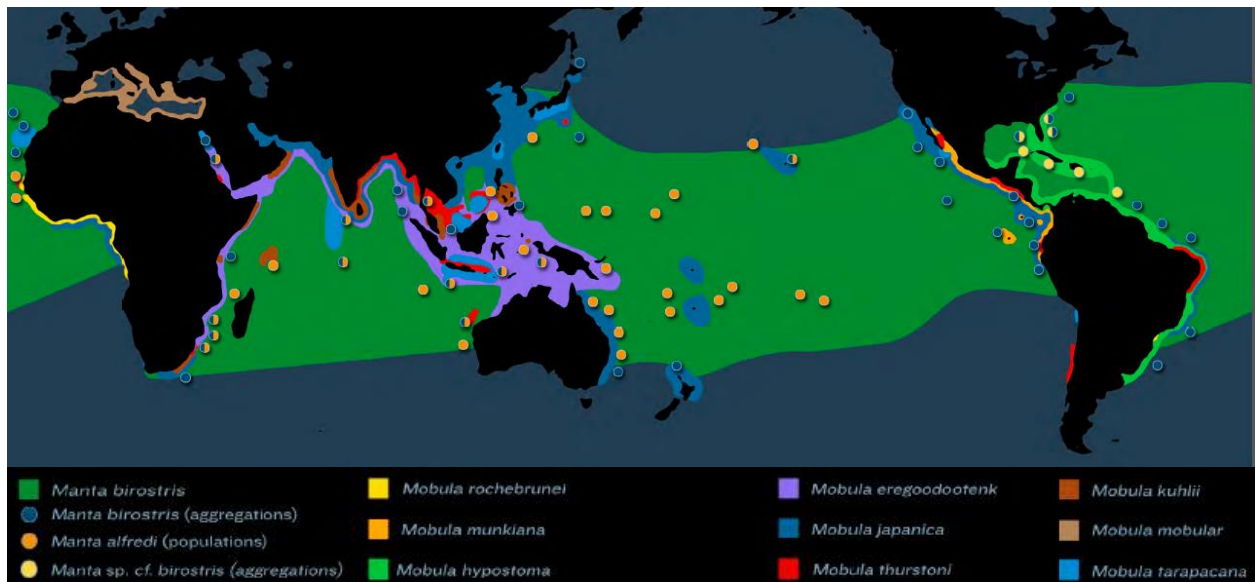 Manta birostris
Manta birostris (aggregations)
Manta alfredi (populations)
Manta sp. cf. birostris (aggregations)
Mobula rochebrunei
Mobula munkiana
Mobula hypostoma
Mobula eregoodootenk
Mobula japanica
Mobula thurstoni
Mobula kuhlii
Mobula mobular
Mobula tarapacana